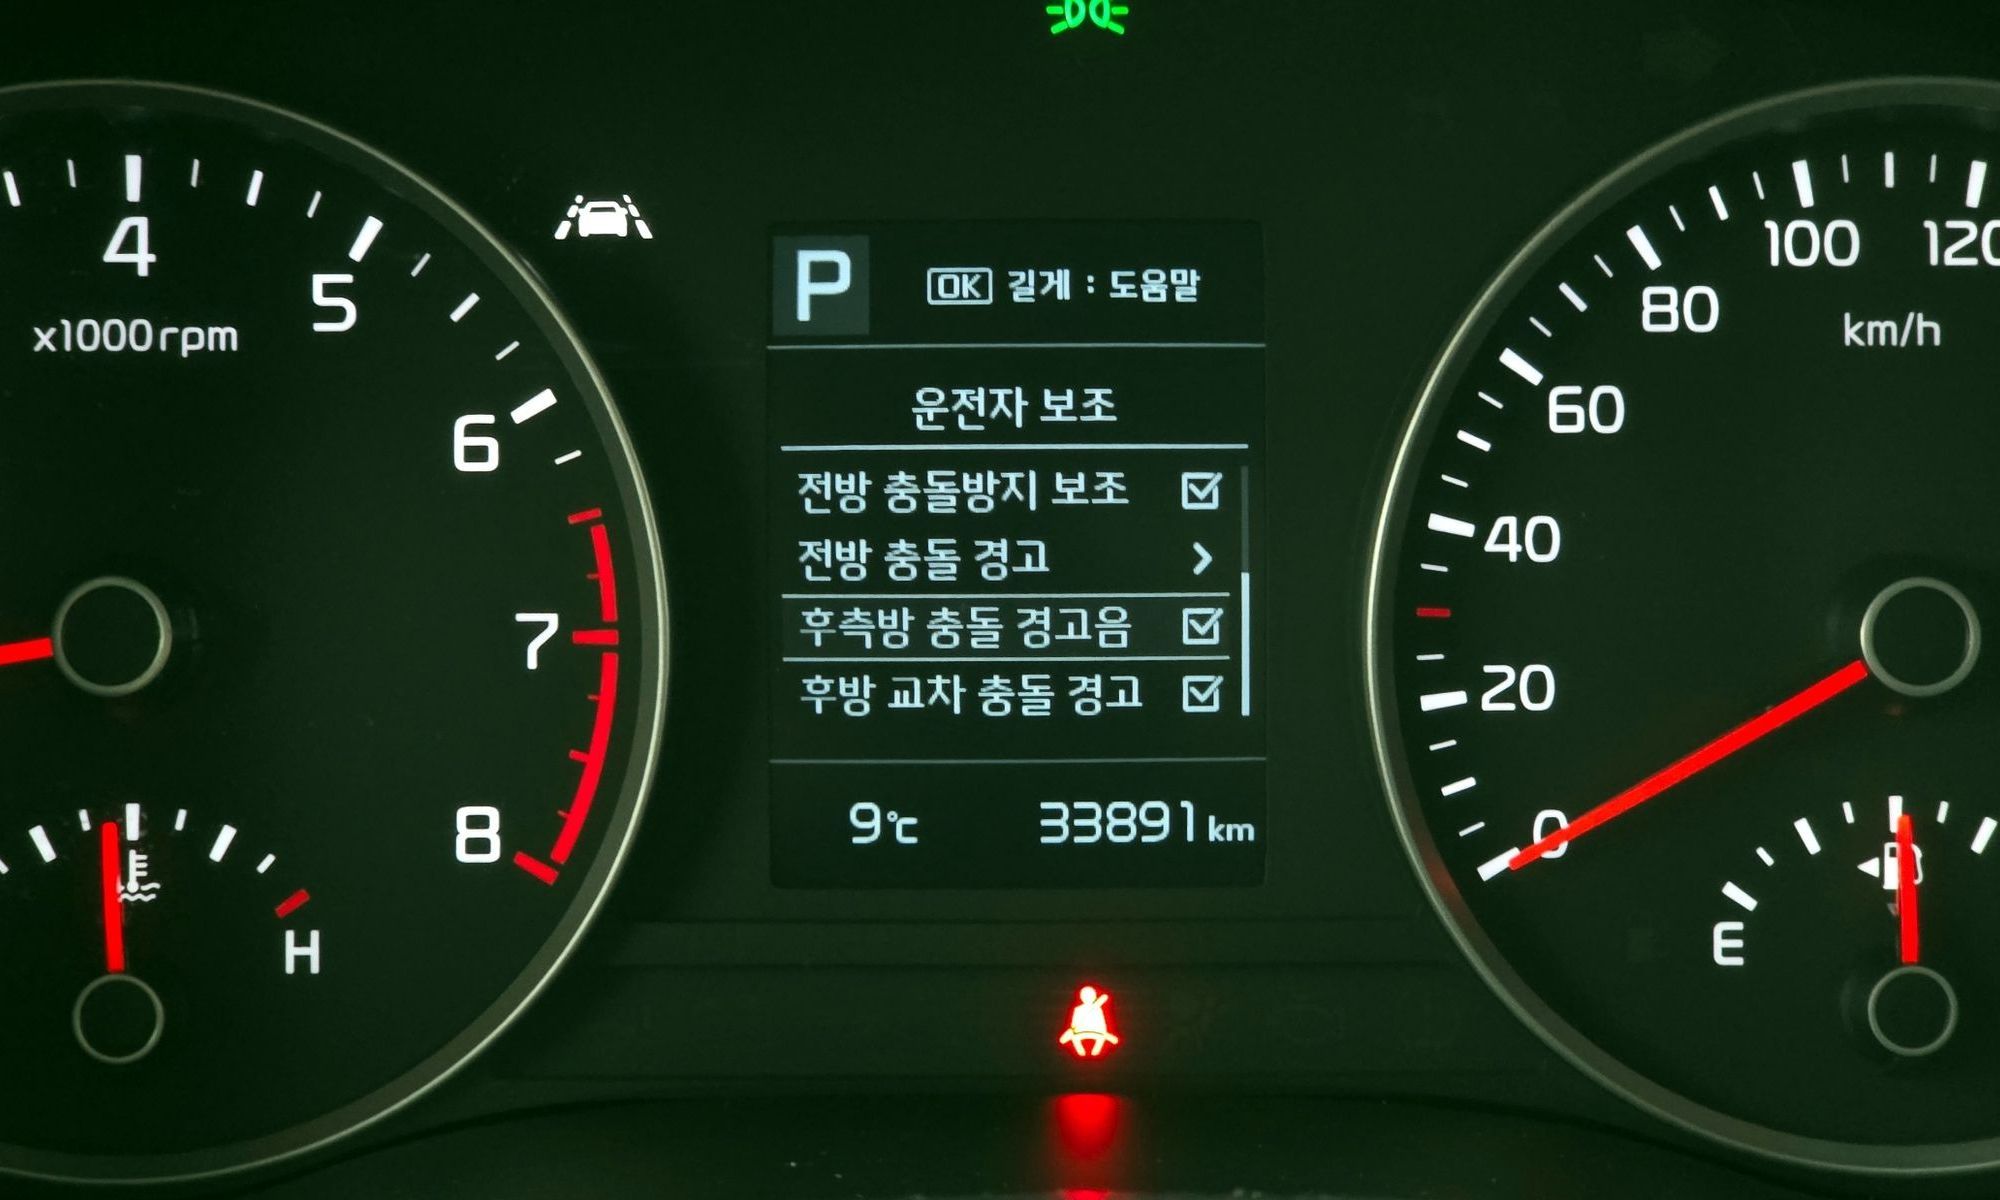 4
5
6
7
8
x1000rpm
H
P
OK 길게 : 도움말
운전자 보조
전방 충돌방지 보조
전방 충돌 경고
후측방 충돌 경고음
후방 교차 충돌 경고
9℃ 33891 km
120
100
80
60
40
20
0
km/h
E